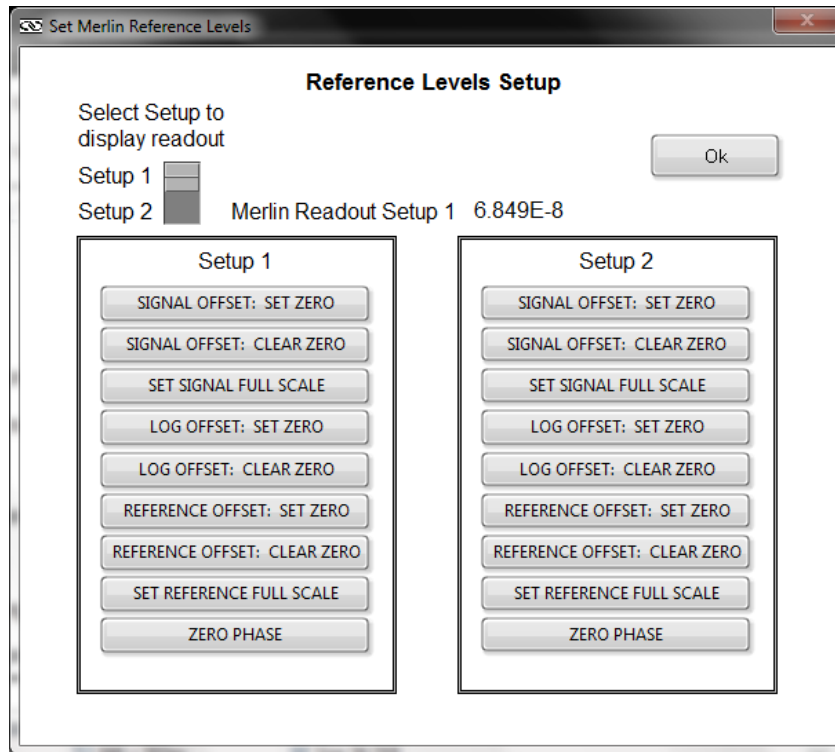 Set Merlin Reference Levels
Reference Levels Setup
Select Setup to
display readout
Ok
Setup 1
Setup 2
Merlin Readout Setup 1 6.849E-8
Setup 1
SIGNAL OFFSET: SET ZERO
SIGNAL OFFSET: CLEAR ZERO
SET SIGNAL FULL SCALE
LOG OFFSET: SET ZERO
LOG OFFSET: CLEAR ZERO
REFERENCE OFFSET: SET ZERO
REFERENCE OFFSET: CLEAR ZERO
SET REFERENCE FULL SCALE
ZERO PHASE
Setup 2
SIGNAL OFFSET: SET ZERO
SIGNAL OFFSET: CLEAR ZERO
SET SIGNAL FULL SCALE
LOG OFFSET: SET ZERO
LOG OFFSET: CLEAR ZERO
REFERENCE OFFSET: SET ZERO
REFERENCE OFFSET: CLEAR ZERO
SET REFERENCE FULL SCALE
ZERO PHASE